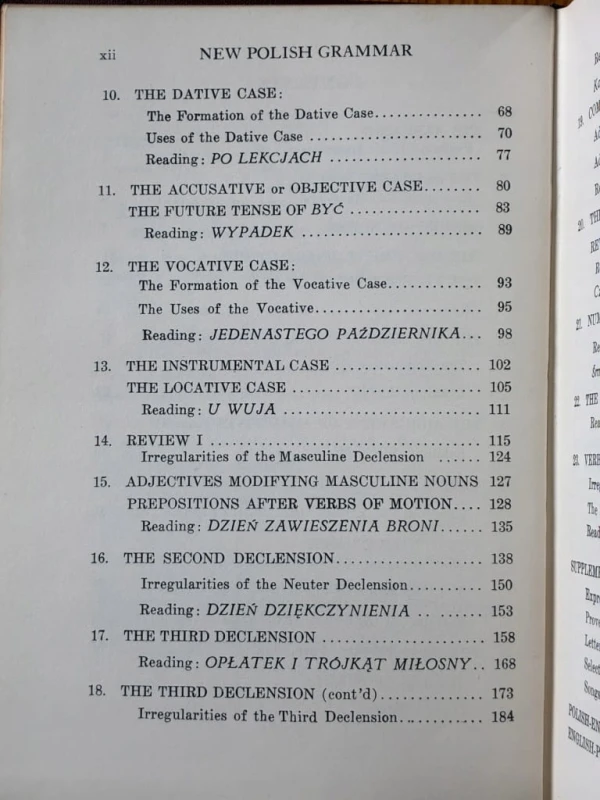 xii NEW POLISH GRAMMAR
10. THE DATIVE CASE:
The Formation of the Dative Case............... 68
Uses of the Dative Case .................... 70
Reading: PO LEKCJACH .................. 77
11. THE ACCUSATIVE or OBJECTIVE CASE........ 80
THE FUTURE TENSE OF BYĆ ................ 83
Reading: WYPADEK ...................... 89
12. THE VOCATIVE CASE:
The Formation of the Vocative Case............. 93
The Uses of the Vocative.................... 95
Reading: JEDENASTEGO PAŹDZIERNIKA... 98
13. THE INSTRUMENTAL CASE .................. 102
THE LOCATIVE CASE ....................... 105
Reading: U WUJA ........................ 111
14. REVIEW I ................................. 115
Irregularities of the Masculine Declension ...... 124
15. ADJECTIVES MODIFYING MASCULINE NOUNS 127
PREPOSITIONS AFTER VERBS OF MOTION.... 128
Reading: DZIEŃ ZAWIESZENIA BRONI...... 135
16. THE SECOND DECLENSION.................. 138
Irregularities of the Neuter Declension.......... 150
Reading: DZIEŃ DZIĘKCZYNIENIA .. ...... 153
17. THE THIRD DECLENSION .................... 158
Reading: OPŁATEK I TRÓJKĄT MIŁOSNY.. 168
18. THE THIRD DECLENSION (cont'd)............. 173
Irregularities of the Third Declension............ 184